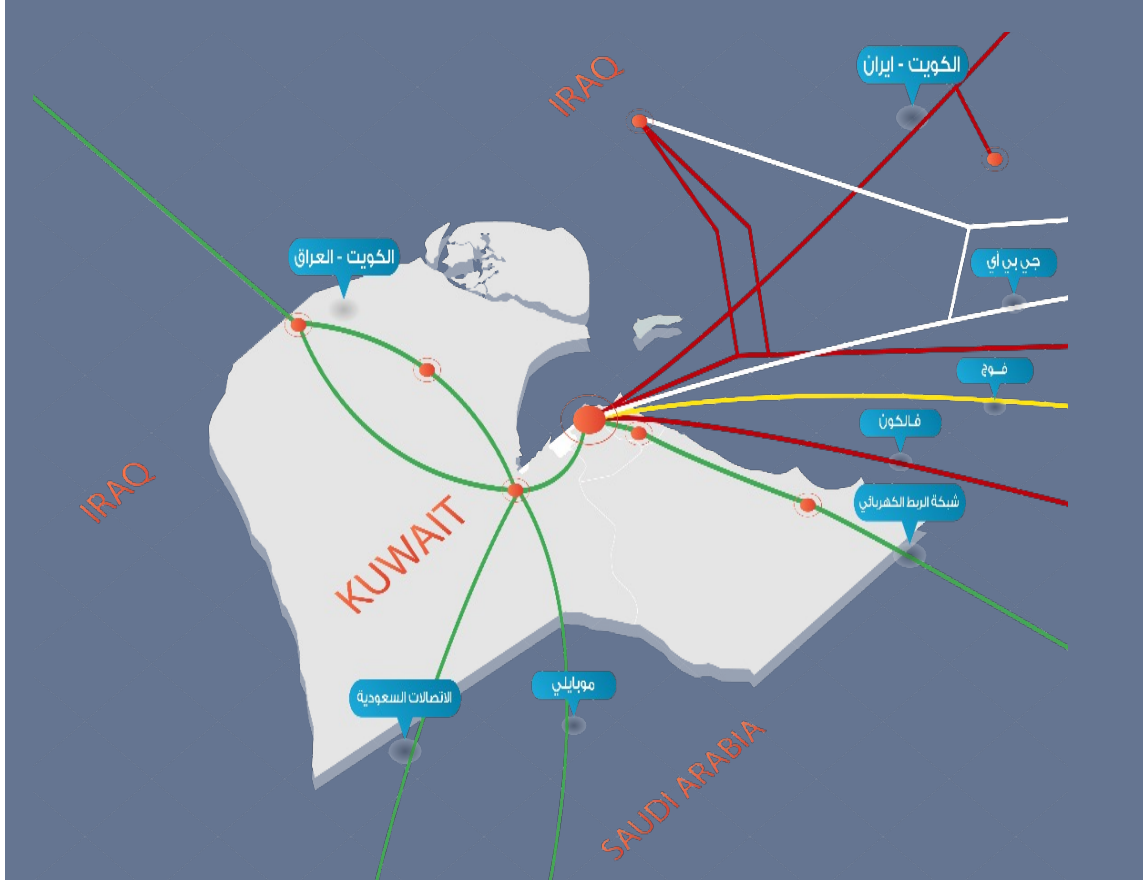 IRAQ
الكويت - ايران
الكويت - العراق
جي بي آي
فوج
فالكون
IRAQ
شبكة الربط الكهربائي
KUWAIT
الاتصالات السعودية
موبايلي
SAUDI ARABIA